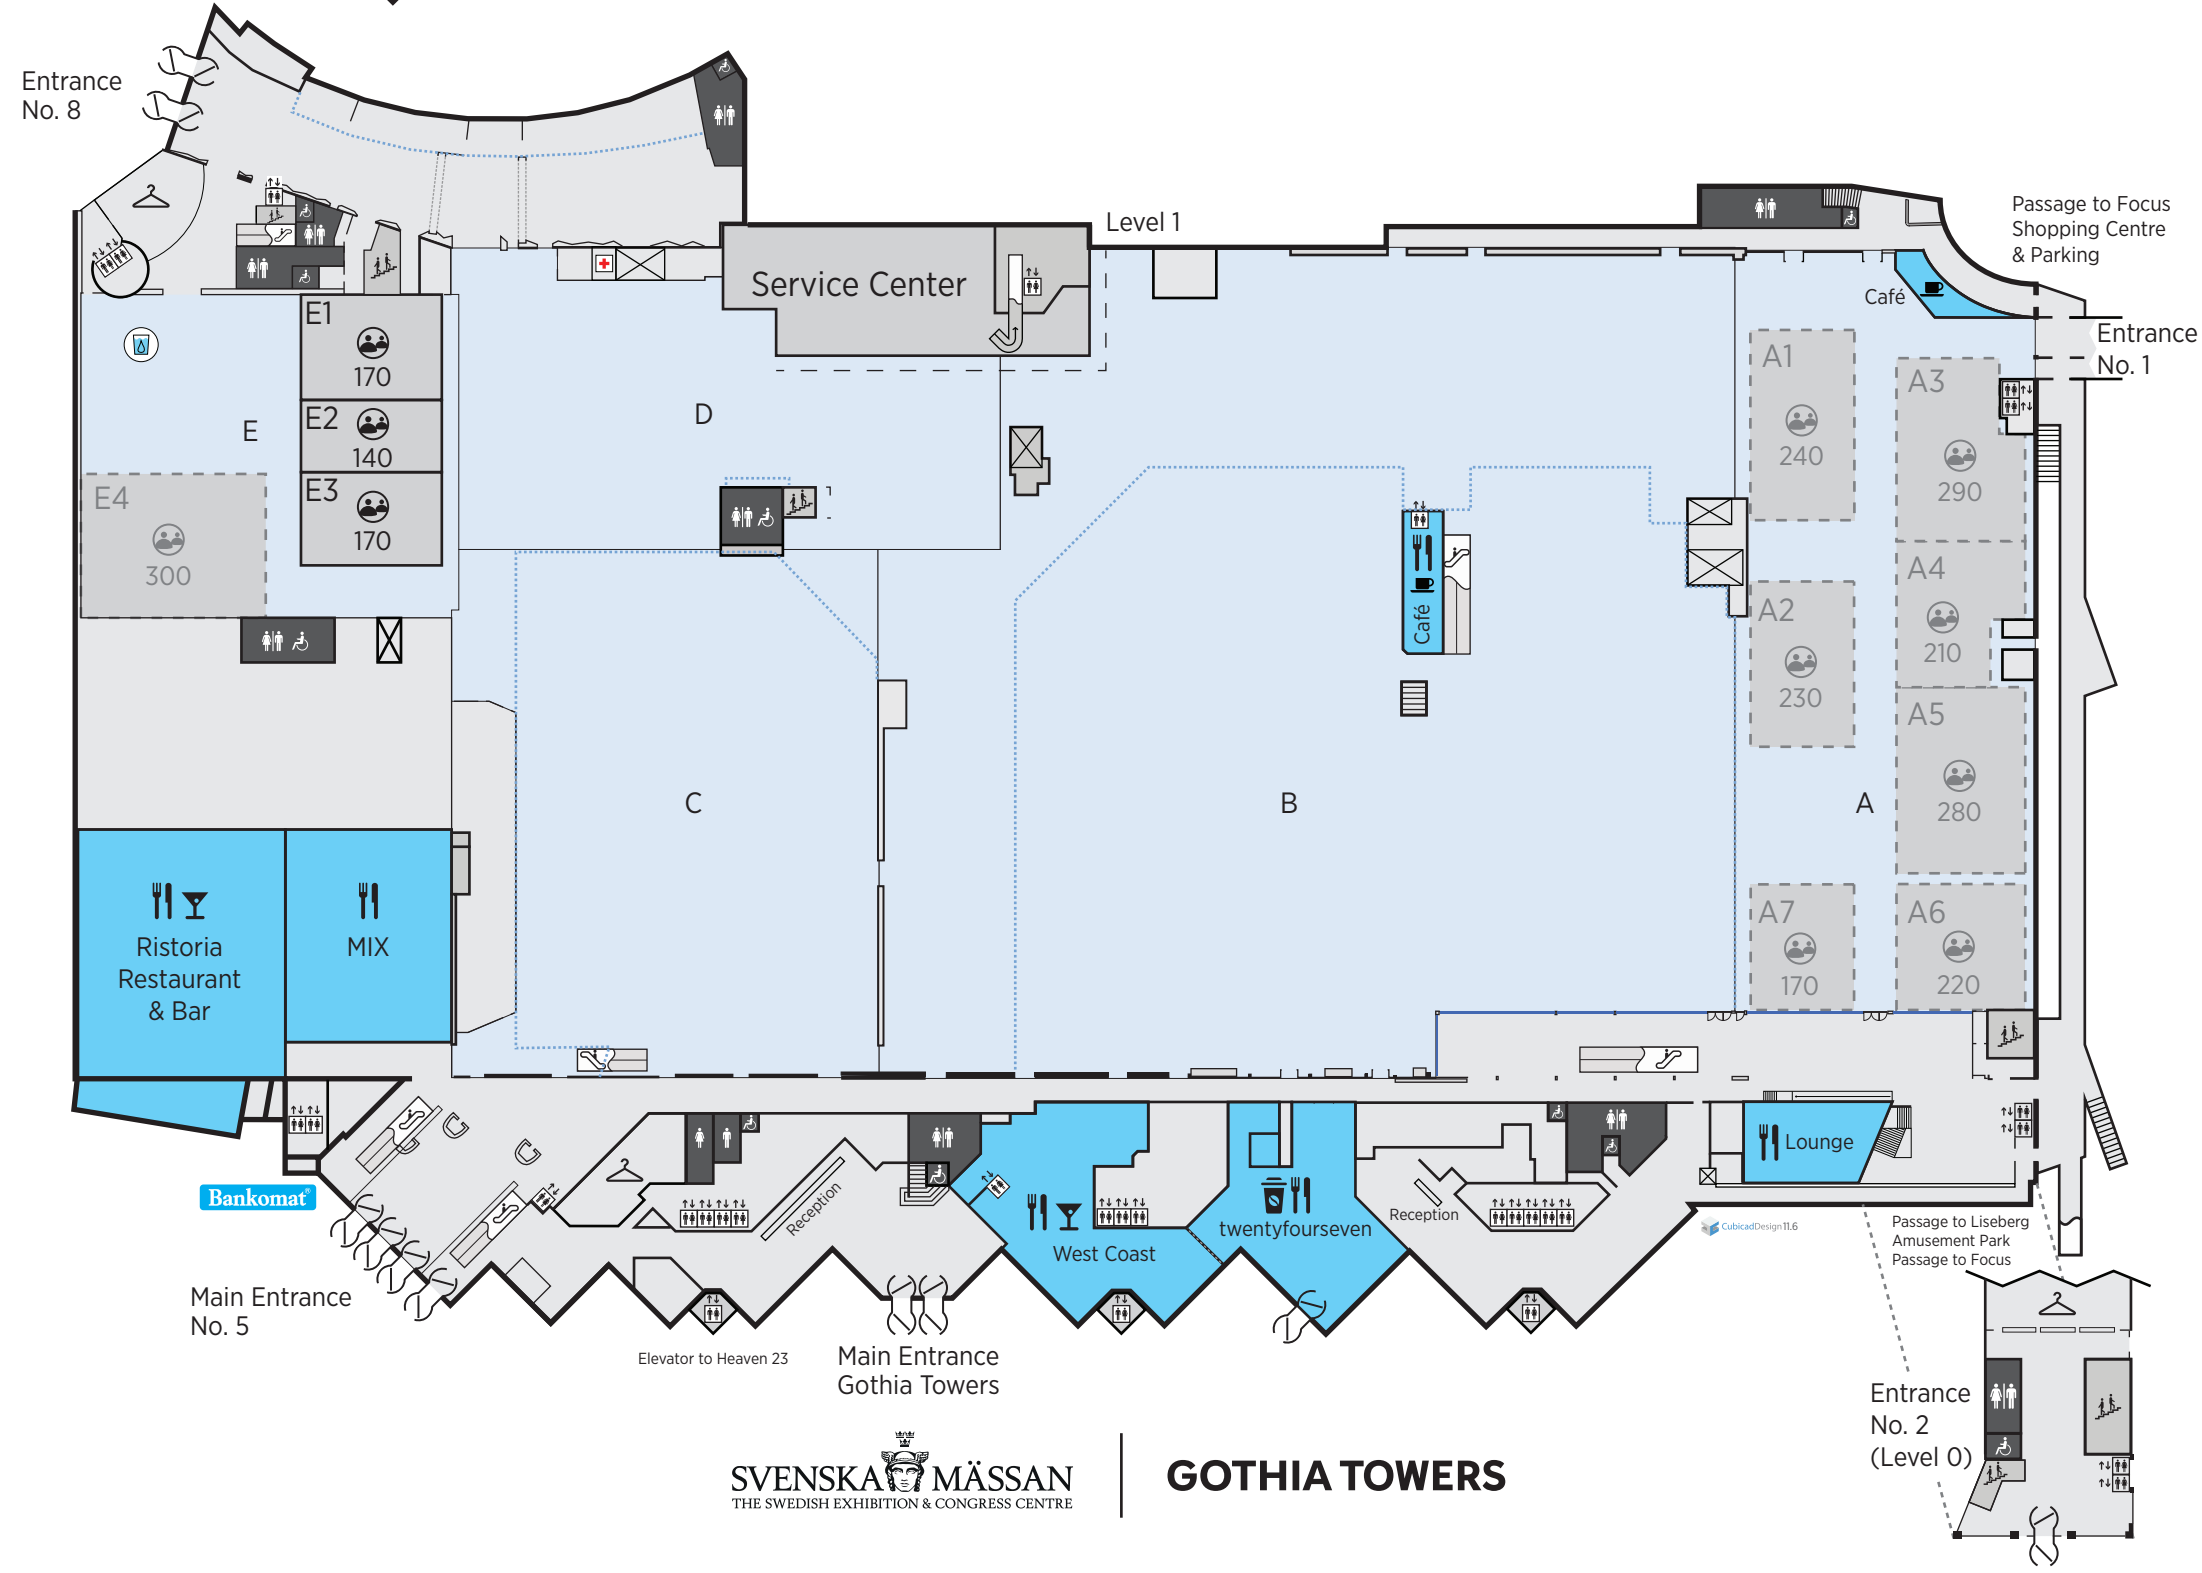 Entrance
No. 8
Level 1
Passage to Focus
Shopping Centre
& Parking
Service Center
Café
Entrance
No. 1
E1
170
E2
140
E3
170
E
E4
300
D
A1
240
A3
290
A4
210
A2
230
Café
A5
280
C
B
A
A7
170
A6
220
Ristoria
Restaurant
& Bar
MIX
Lounge
Bankomat®
Reception
West Coast
twentyfourseven
Reception
CubicadDesign 11.6
Passage to Liseberg
Amusement Park
Passage to Focus
Main Entrance
No. 5
Elevator to Heaven 23
Main Entrance
Gothia Towers
Entrance
No. 2
(Level 0)
SVENSKA MÄSSAN
THE SWEDISH EXHIBITION & CONGRESS CENTRE
GOTHIA TOWERS